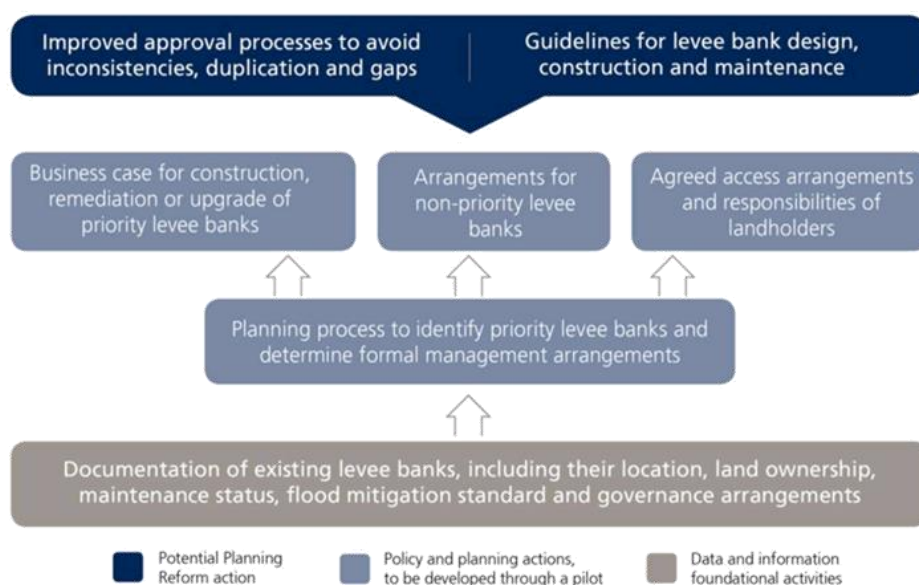 Improved approval processes to avoid
inconsistencies, duplication and gaps
Guidelines for levee bank design,
construction and maintenance
Business case for construction,
remediation or upgrade of
priority levee banks
Arrangements for
non-priority levee
banks
Agreed access arrangements
and responsibilities of
landholders
Planning process to identify priority levee banks and
determine formal management arrangements
Documentation of existing levee banks, including their location, land ownership,
maintenance status, flood mitigation standard and governance arrangements
Potential Planning
Reform action
Policy and planning actions,
to be developed through a pilot
Data and information
foundational activities